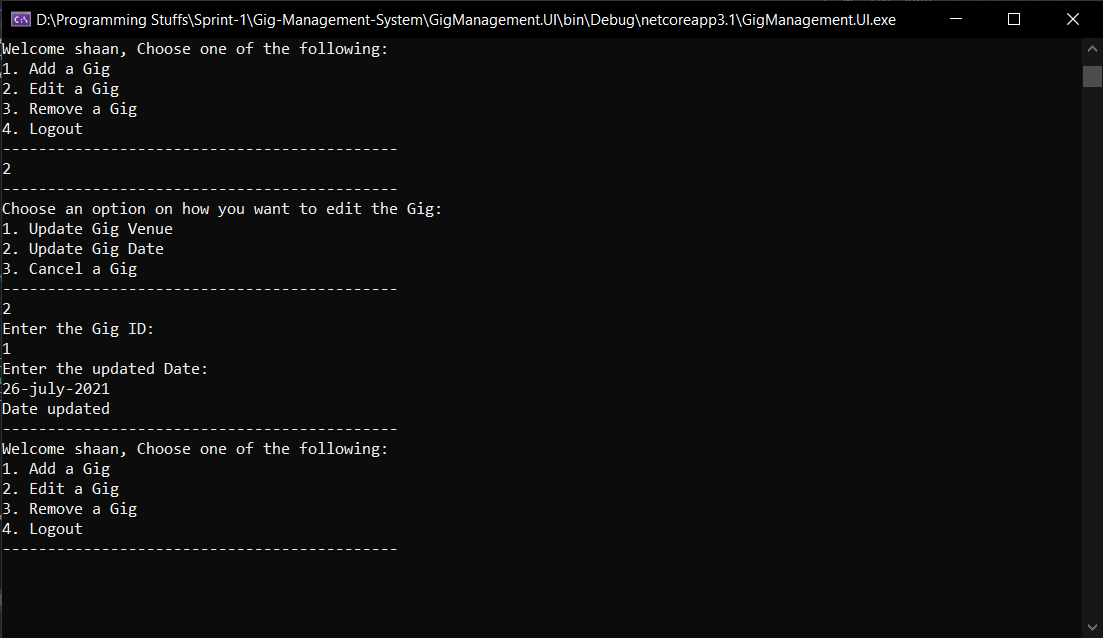 D:\Programming Stuffs\Sprint-1\Gig-Management-System\GigManagement.UI\bin\Debug\netcoreapp3.1\GigManagement.UI.exe
Welcome shaan, Choose one of the following:
1. Add a Gig
2. Edit a Gig
3. Remove a Gig
4. Logout
--------------------------------------------
2
--------------------------------------------
Choose an option on how you want to edit the Gig:
1. Update Gig Venue
2. Update Gig Date
3. Cancel a Gig
--------------------------------------------
2
Enter the Gig ID:
1
Enter the updated Date:
26-july-2021
Date updated
--------------------------------------------
Welcome shaan, Choose one of the following:
1. Add a Gig
2. Edit a Gig
3. Remove a Gig
4. Logout
--------------------------------------------